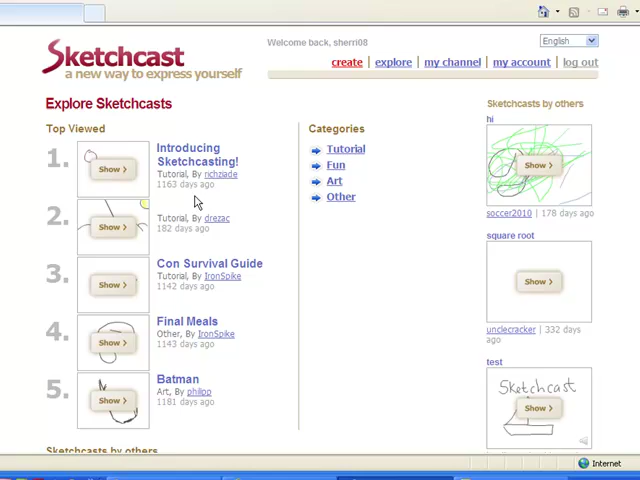 Sketchcast
a new way to express yourself
Welcome back, sherri08
English
create | explore | my channel | my account | log out
Explore Sketchcasts
Top Viewed
1.
Show >
Introducing
Sketchcasting!
Tutorial, By richziade
1163 days ago
2.
Show >
Tutorial, By drezac
182 days ago
3.
Show >
Con Survival Guide
Tutorial, By IronSpike
1142 days ago
4.
Show >
Final Meals
Other, By IronSpike
1143 days ago
5.
Show >
Batman
Art, By philipp
1181 days ago
Sketchcasts by others
Categories
Tutorial
Fun
Art
Other
Sketchcasts by others
hi
Show >
soccer2010 | 178 days ago
square root
Show >
unclecracker | 332 days
ago
test
Sketchcast
Show >
Internet